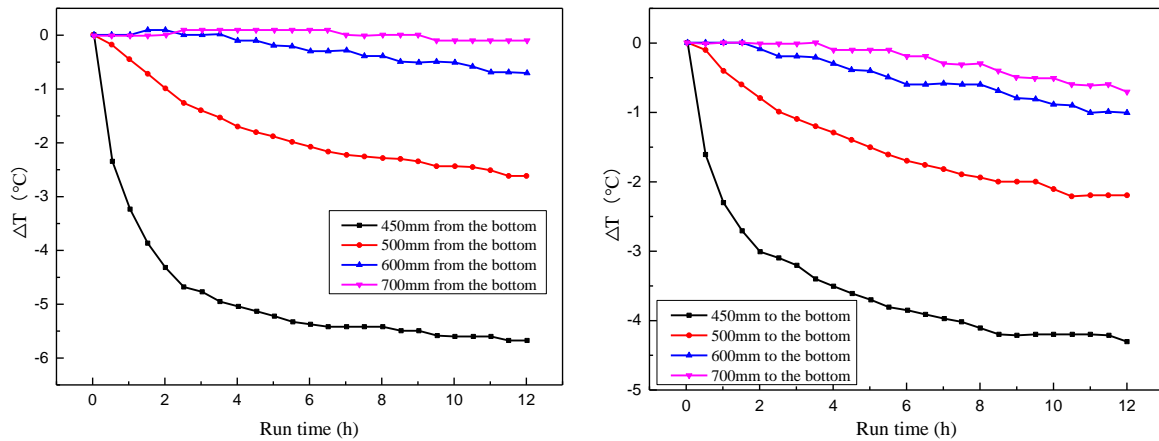 0
-1
-2
-3
-4
-5
-6
△T (°C)
450mm from the bottom
500mm from the bottom
600mm from the bottom
700mm from the bottom
0 2 4 6 8 10 12
Run time (h)
0
-1
-2
-3
-4
-5
△T (°C)
450mm to the bottom
500mm to the bottom
600mm to the bottom
700mm to the bottom
0 2 4 6 8 10 12
Run time (h)